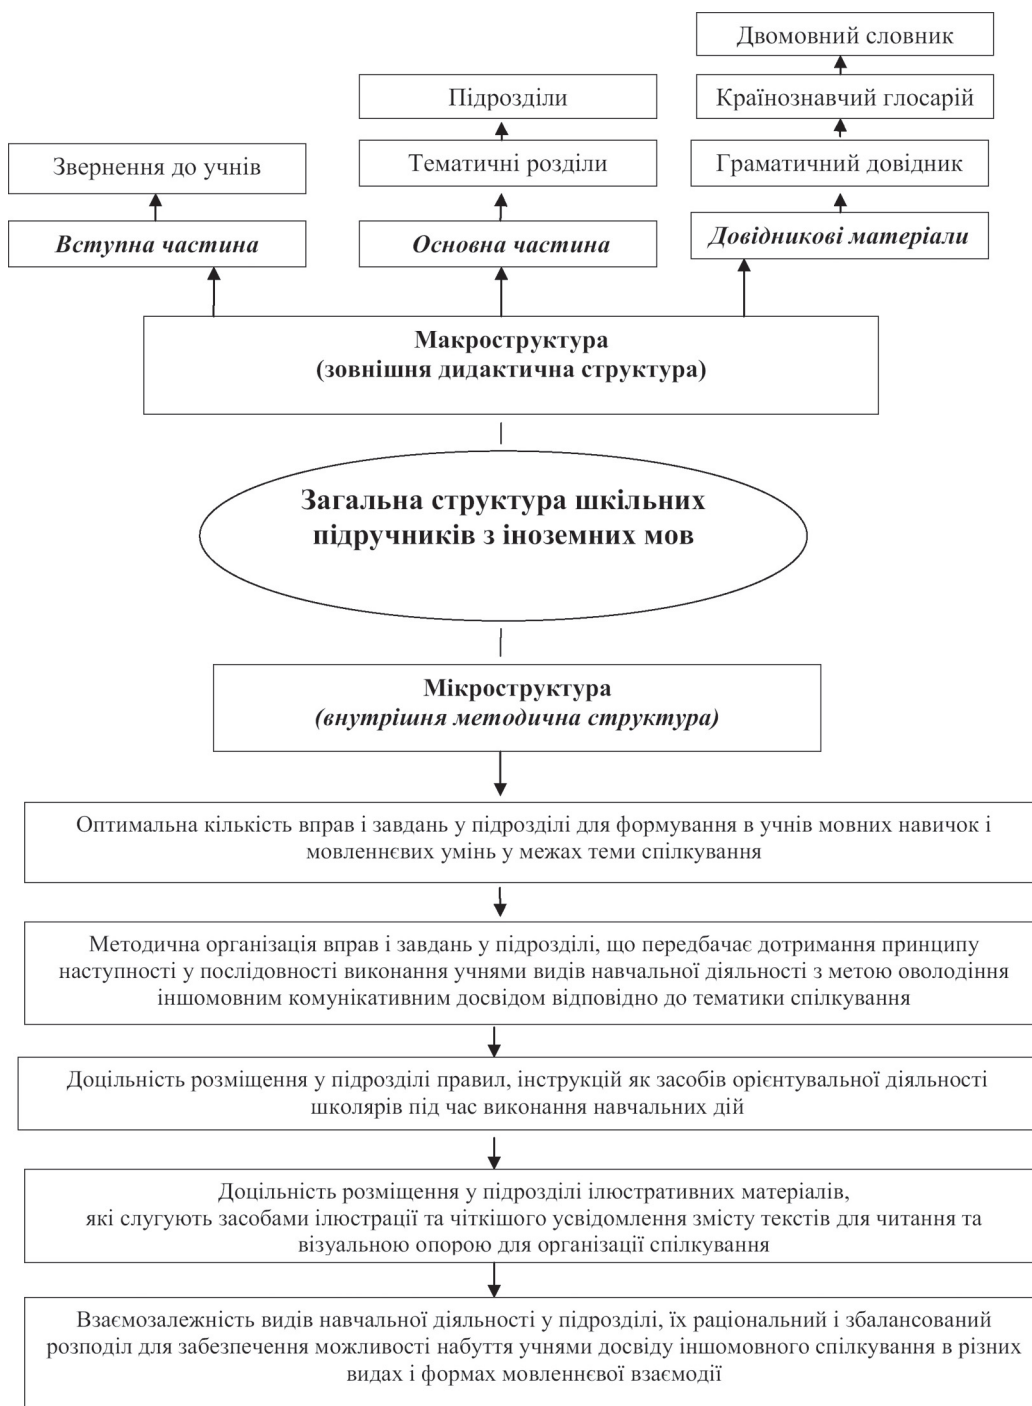 Двомовний словник
Підрозділи
Країнознавчий глосарій
Звернення до учнів
Тематичні розділи
Граматичний довідник
Вступна частина
Основна частина
Довідникові матеріали
Макроструктура
(зовнішня дидактична структура)
Загальна структура шкільних
підручників з іноземних мов
Мікроструктура
(внутрішня методична структура)
Оптимальна кількість вправ і завдань у підрозділі для формування в учнів мовних навичок і
мовленнєвих умінь у межах теми спілкування
Методична організація вправ і завдань у підрозділі, що передбачає дотримання принципу
наступності у послідовності виконання учнями видів навчальної діяльності з метою оволодіння
іншомовним комунікативним досвідом відповідно до тематики спілкування
Доцільність розміщення у підрозділі правил, інструкцій як засобів орієнтувальної діяльності
школярів під час виконання навчальних дій
Доцільність розміщення у підрозділі ілюстративних матеріалів,
які слугують засобами ілюстрації та чіткішого усвідомлення змісту текстів для читання та
візуальною опорою для організації спілкування
Взаємозалежність видів навчальної діяльності у підрозділі, їх раціональний і збалансований
розподіл для забезпечення можливості набуття учнями досвіду іншомовного спілкування в різних
видах і формах мовленнєвої взаємодії